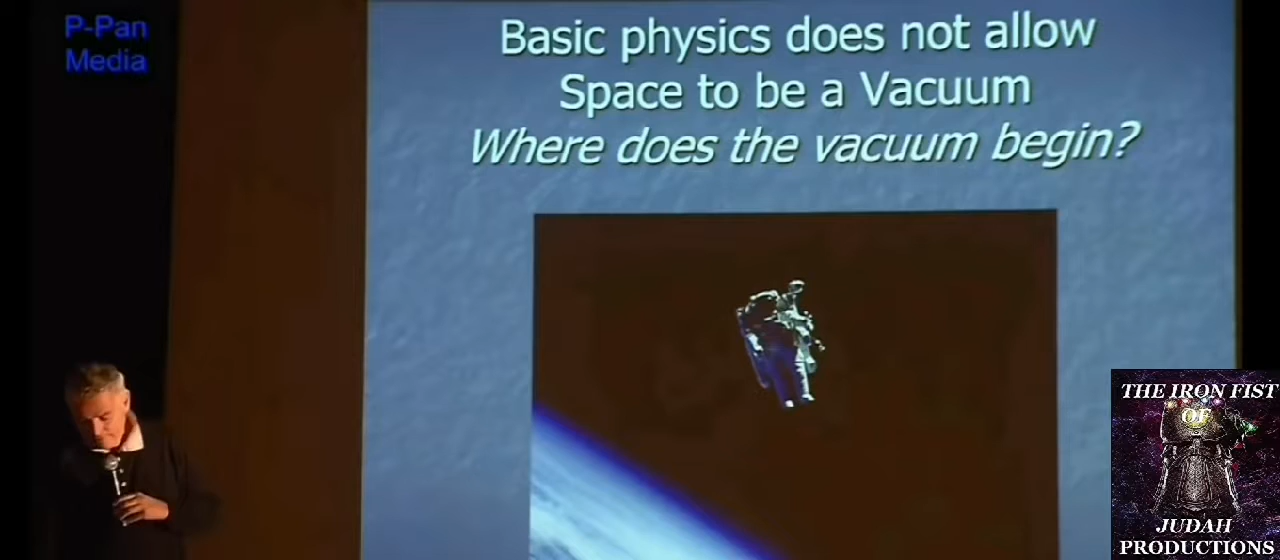 P-Pan
Media
Basic physics does not allow
Space to be a Vacuum
Where does the vacuum begin?
THE IRON FIST
OF
JUDAH
PRODUCTIONS